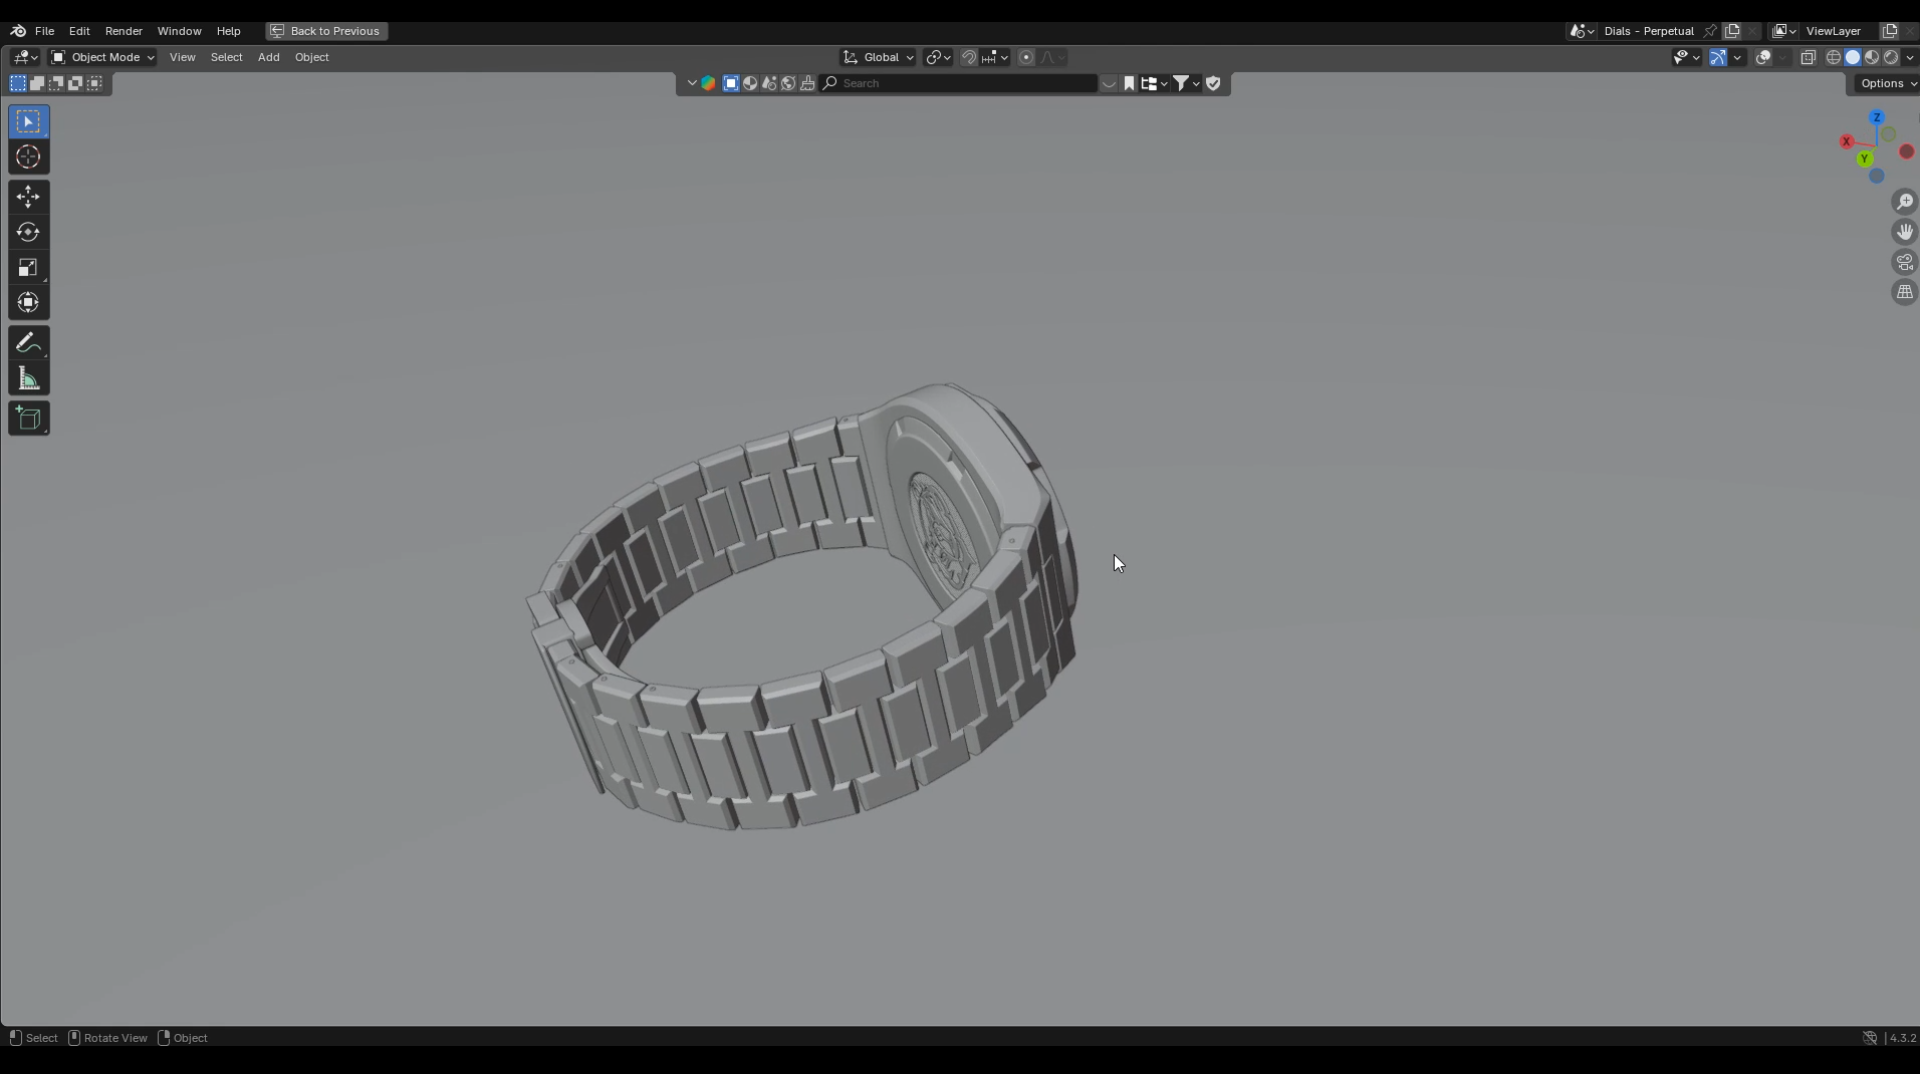 File Edit Render Window Help Back to Previous Dials - Perpetual ViewLayer
Object Mode View Select Add Object Global
Search Options
Z
X
Y
Select Rotate View Object 4.3.2